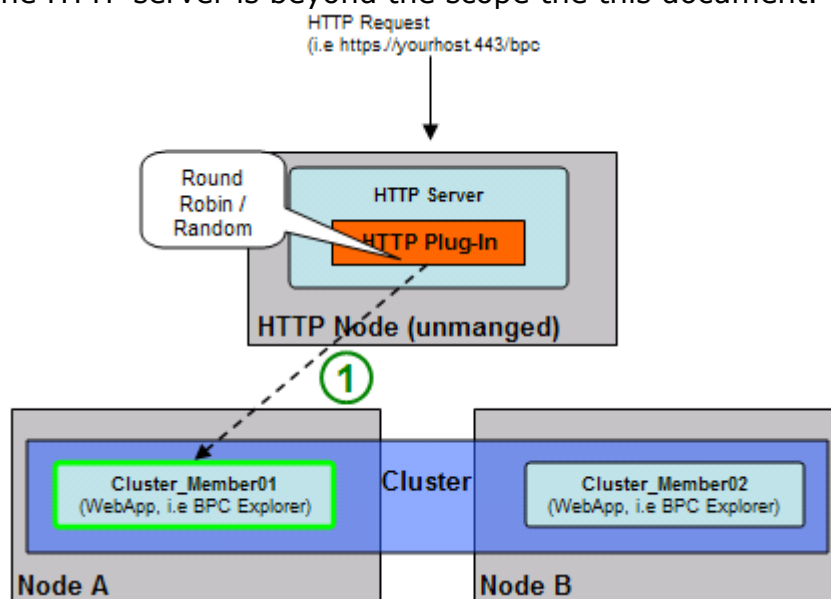 The HTTP server is beyond the scope the this document.
HTTP Request
(i.e https://yourhost.443/bpc
Round
Robin /
Random
HTTP Server
HTTP Plug-In
HTTP Node (unmanged)
1
Cluster_Member01
(WebApp, i.e BPC Explorer)
Cluster
Cluster_Member02
(WebApp, i.e BPC Explorer)
Node A
Node B